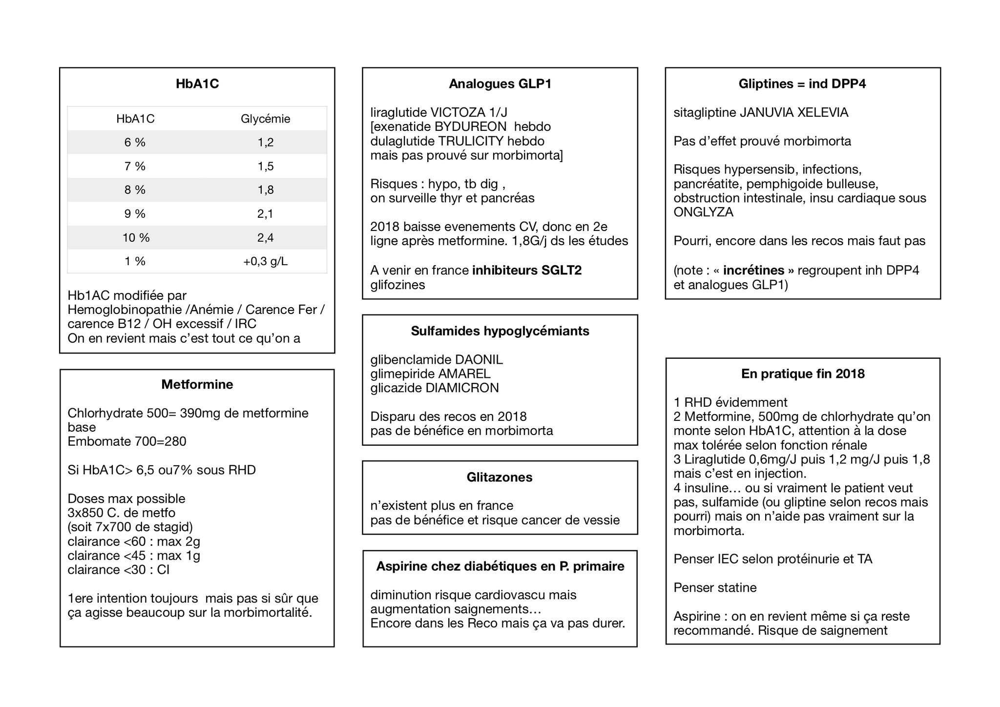 HbA1C
HbA1C Glycémie
6 % 1,2
7 % 1,5
8 % 1,8
9 % 2,1
10 % 2,4
1 % +0,3 g/L
Hb1AC modifiée par
Hemoglobinopathie /Anémie / Carence Fer /
carence B12 / OH excessif / IRC
On en revient mais c’est tout ce qu’on a
Metformine
Chlorhydrate 500= 390mg de metformine
base
Embomate 700=280
Si HbA1C> 6,5 ou7% sous RHD
Doses max possible
3x850 C. de metfo
(soit 7x700 de stagid)
clairance <60 : max 2g
clairance <45 : max 1g
clairance <30 : CI
1ere intention toujours  mais pas si sûr que
ça agisse beaucoup sur la morbimortalité.
Analogues GLP1
liraglutide VICTOZA 1/J
[exenatide BYDUREON  hebdo
dulaglutide TRULICITY hebdo
mais pas prouvé sur morbimorta]
Risques : hypo, tb dig ,
on surveille thyr et pancréas
2018 baisse evenements CV, donc en 2e
ligne après metformine. 1,8G/j ds les études
A venir en france inhibiteurs SGLT2
glifozines
Sulfamides hypoglycémiants
glibenclamide DAONIL
glimepiride AMAREL
glicazide DIAMICRON
Disparu des recos en 2018
pas de bénéfice en morbimorta
Glitazones
n’existent plus en france
pas de bénéfice et risque cancer de vessie
Aspirine chez diabétiques en P. primaire
diminution risque cardiovascu mais
augmentation saignements…
Encore dans les Reco mais ça va pas durer.
Gliptines = ind DPP4
sitagliptine JANUVIA XELEVIA
Pas d’effet prouvé morbimorta
Risques hypersensib, infections,
pancréatite, pemphigoide bulleuse,
obstruction intestinale, insu cardiaque sous
ONGLYZA
Pourri, encore dans les recos mais faut pas
(note : « incrétines » regroupent inh DPP4
et analogues GLP1)
En pratique fin 2018
1 RHD évidemment
2 Metformine, 500mg de chlorhydrate qu’on
monte selon HbA1C, attention à la dose
max tolérée selon fonction rénale
3 Liraglutide 0,6mg/J puis 1,2 mg/J puis 1,8
mais c’est en injection.
4 insuline… ou si vraiment le patient veut
pas, sulfamide (ou gliptine selon recos mais
pourri) mais on n’aide pas vraiment sur la
morbimorta.
Penser IEC selon protéinurie et TA
Penser statine
Aspirine : on en revient même si ça reste
recommandé. Risque de saignement